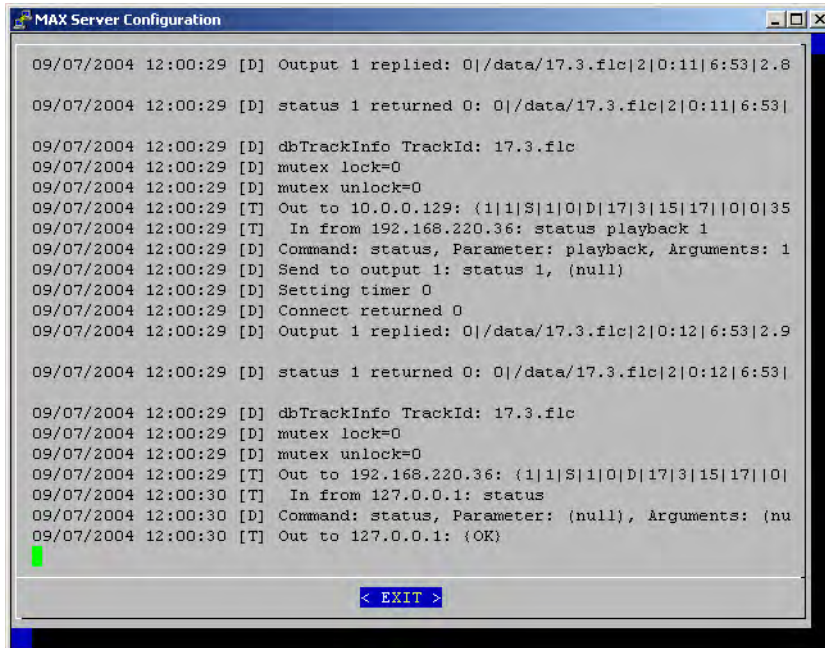 MAX Server Configuration
09/07/2004 12:00:29 [D] Output 1 replied: 0|/data/17.3.flc|2|0:11|6:53|2.8
09/07/2004 12:00:29 [D] status 1 returned 0: 0|/data/17.3.flc|2|0:11|6:53|
09/07/2004 12:00:29 [D] dbTrackInfo TrackId: 17.3.flc
09/07/2004 12:00:29 [D] mutex lock=0
09/07/2004 12:00:29 [D] mutex unlock=0
09/07/2004 12:00:29 [T] Out to 10.0.0.129: {1|1|S|1|0|D|17|3|15|17||0|0|35
09/07/2004 12:00:29 [T] In from 192.168.220.36: status playback 1
09/07/2004 12:00:29 [D] Command: status, Parameter: playback, Arguments: 1
09/07/2004 12:00:29 [D] Send to output 1: status 1, (null)
09/07/2004 12:00:29 [D] Setting timer 0
09/07/2004 12:00:29 [D] Connect returned 0
09/07/2004 12:00:29 [D] Output 1 replied: 0|/data/17.3.flc|2|0:12|6:53|2.9
09/07/2004 12:00:29 [D] status 1 returned 0: 0|/data/17.3.flc|2|0:12|6:53|
09/07/2004 12:00:29 [D] dbTrackInfo TrackId: 17.3.flc
09/07/2004 12:00:29 [D] mutex lock=0
09/07/2004 12:00:29 [D] mutex unlock=0
09/07/2004 12:00:29 [T] Out to 192.168.220.36: {1|1|S|1|0|D|17|3|15|17||0|
09/07/2004 12:00:30 [T] In from 127.0.0.1: status
09/07/2004 12:00:30 [D] Command: status, Parameter: (null), Arguments: (nu
09/07/2004 12:00:30 [T] Out to 127.0.0.1: {OK}
< EXIT >